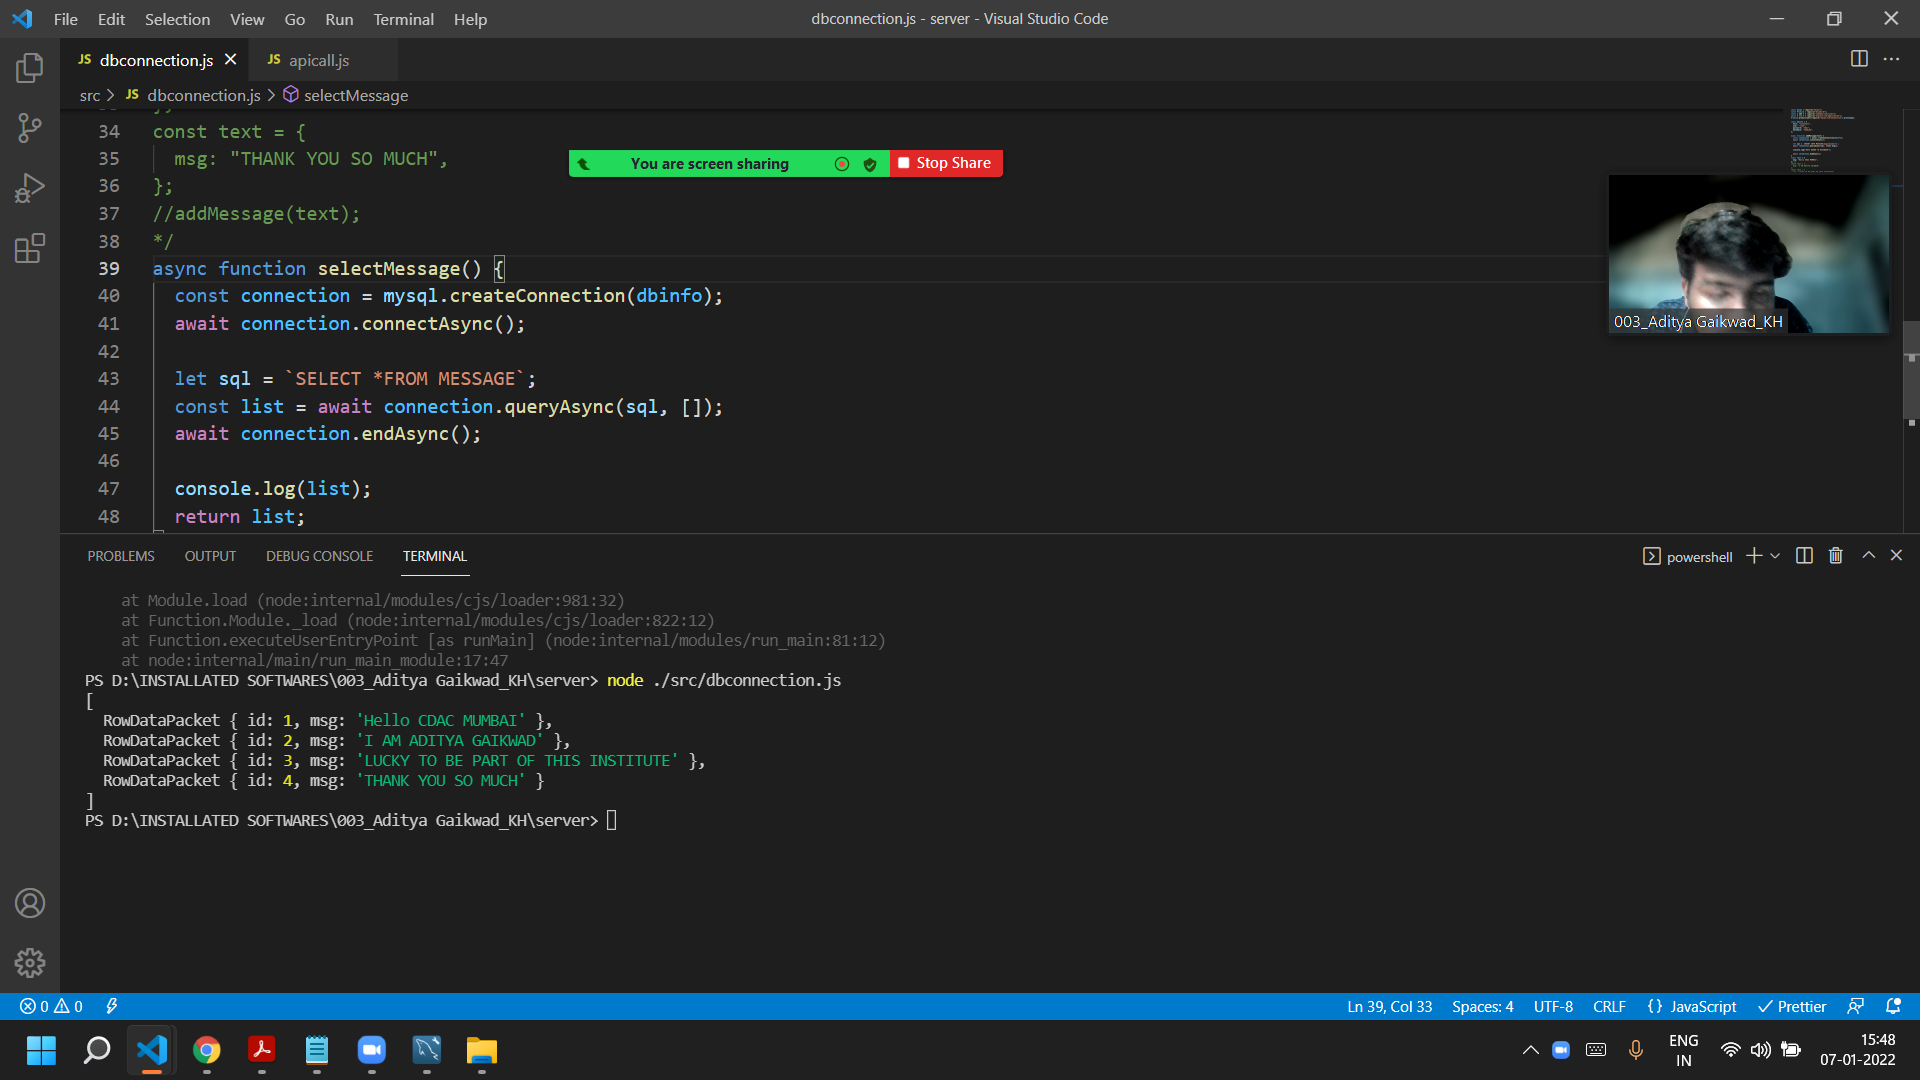 File Edit Selection View Go Run Terminal Help
dbconnection.js - server - Visual Studio Code
JS dbconnection.js
JS apicall.js
src > JS dbconnection.js > selectMessage
34 const text = {
35 msg: "THANK YOU SO MUCH",
36 };
37 //addMessage(text);
38 */
39 async function selectMessage() {
40 const connection = mysql.createConnection(dbinfo);
41 await connection.connectAsync();
42
43 let sql = `SELECT *FROM MESSAGE`;
44 const list = await connection.queryAsync(sql, []);
45 await connection.endAsync();
46
47 console.log(list);
48 return list;
You are screen sharing
Stop Share
003_Aditya Gaikwad_KH
PROBLEMS OUTPUT DEBUG CONSOLE TERMINAL
powershell
at Module.load (node:internal/modules/cjs/loader:981:32)
at Function.Module._load (node:internal/modules/cjs/loader:822:12)
at Function.executeUserEntryPoint [as runMain] (node:internal/modules/run_main:81:12)
at node:internal/main/run_main_module:17:47
PS D:\INSTALLATED SOFTWARES\003_Aditya Gaikwad_KH\server> node ./src/dbconnection.js
[
RowDataPacket { id: 1, msg: 'Hello CDAC MUMBAI' },
RowDataPacket { id: 2, msg: 'I AM ADITYA GAIKWAD' },
RowDataPacket { id: 3, msg: 'LUCKY TO BE PART OF THIS INSTITUTE' },
RowDataPacket { id: 4, msg: 'THANK YOU SO MUCH' }
]
PS D:\INSTALLATED SOFTWARES\003_Aditya Gaikwad_KH\server>
0 0
Ln 39, Col 33 Spaces: 4 UTF-8 CRLF {} JavaScript Prettier
ENG
IN
15:48
07-01-2022